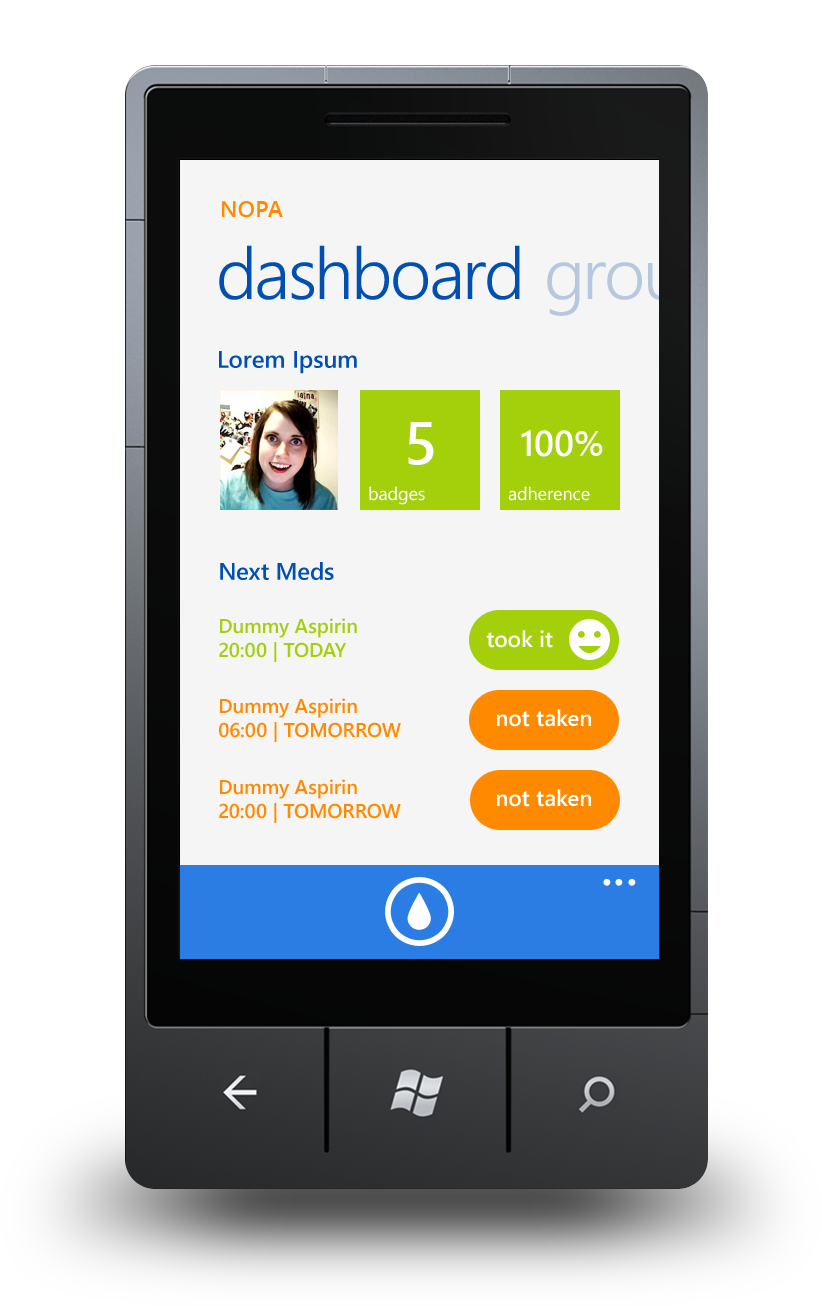 NOPA
dashboard grou
Lorem Ipsum
5
badges
100%
adherence
Next Meds
Dummy Aspirin
20:00 | TODAY
took it
Dummy Aspirin
06:00 | TOMORROW
not taken
Dummy Aspirin
20:00 | TOMORROW
not taken